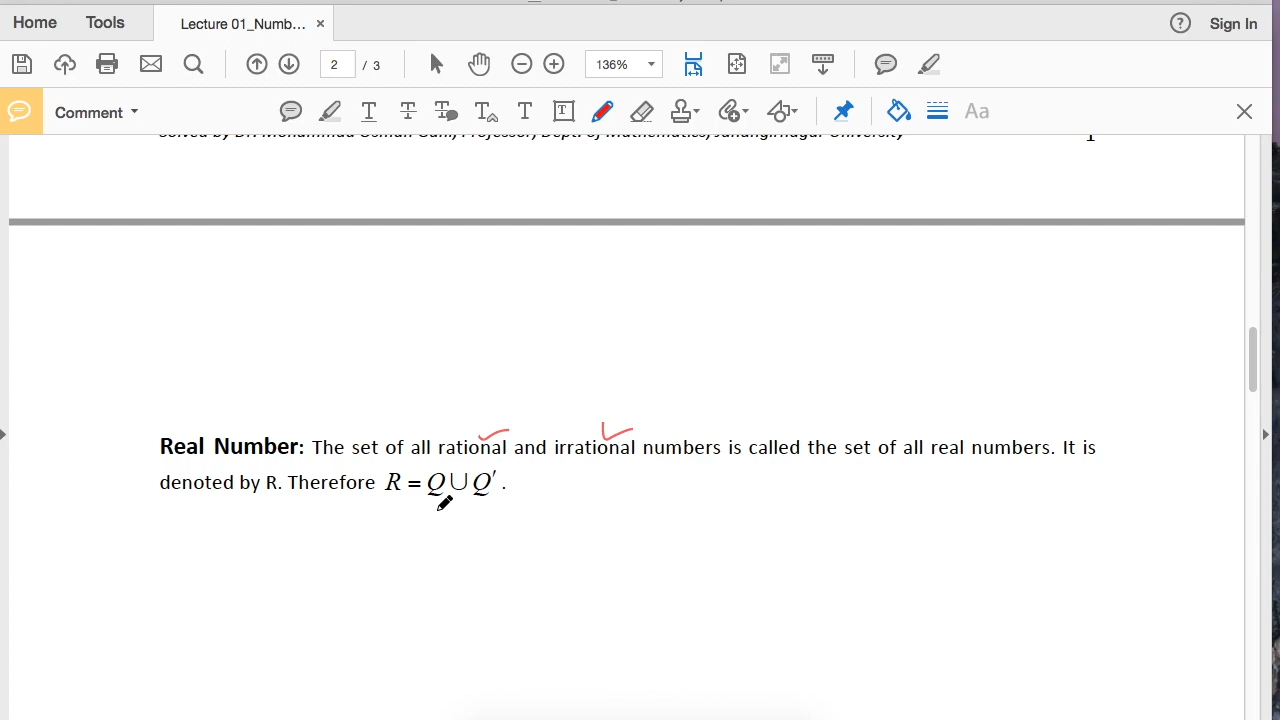 Home Tools Lecture 01_Numb... × ? Sign In
2 / 3 136%
Comment T T T T T T Aa
Real Number: The set of all rational and irrational numbers is called the set of all real numbers. It is
denoted by R. Therefore R = Q ∪ Q′ .